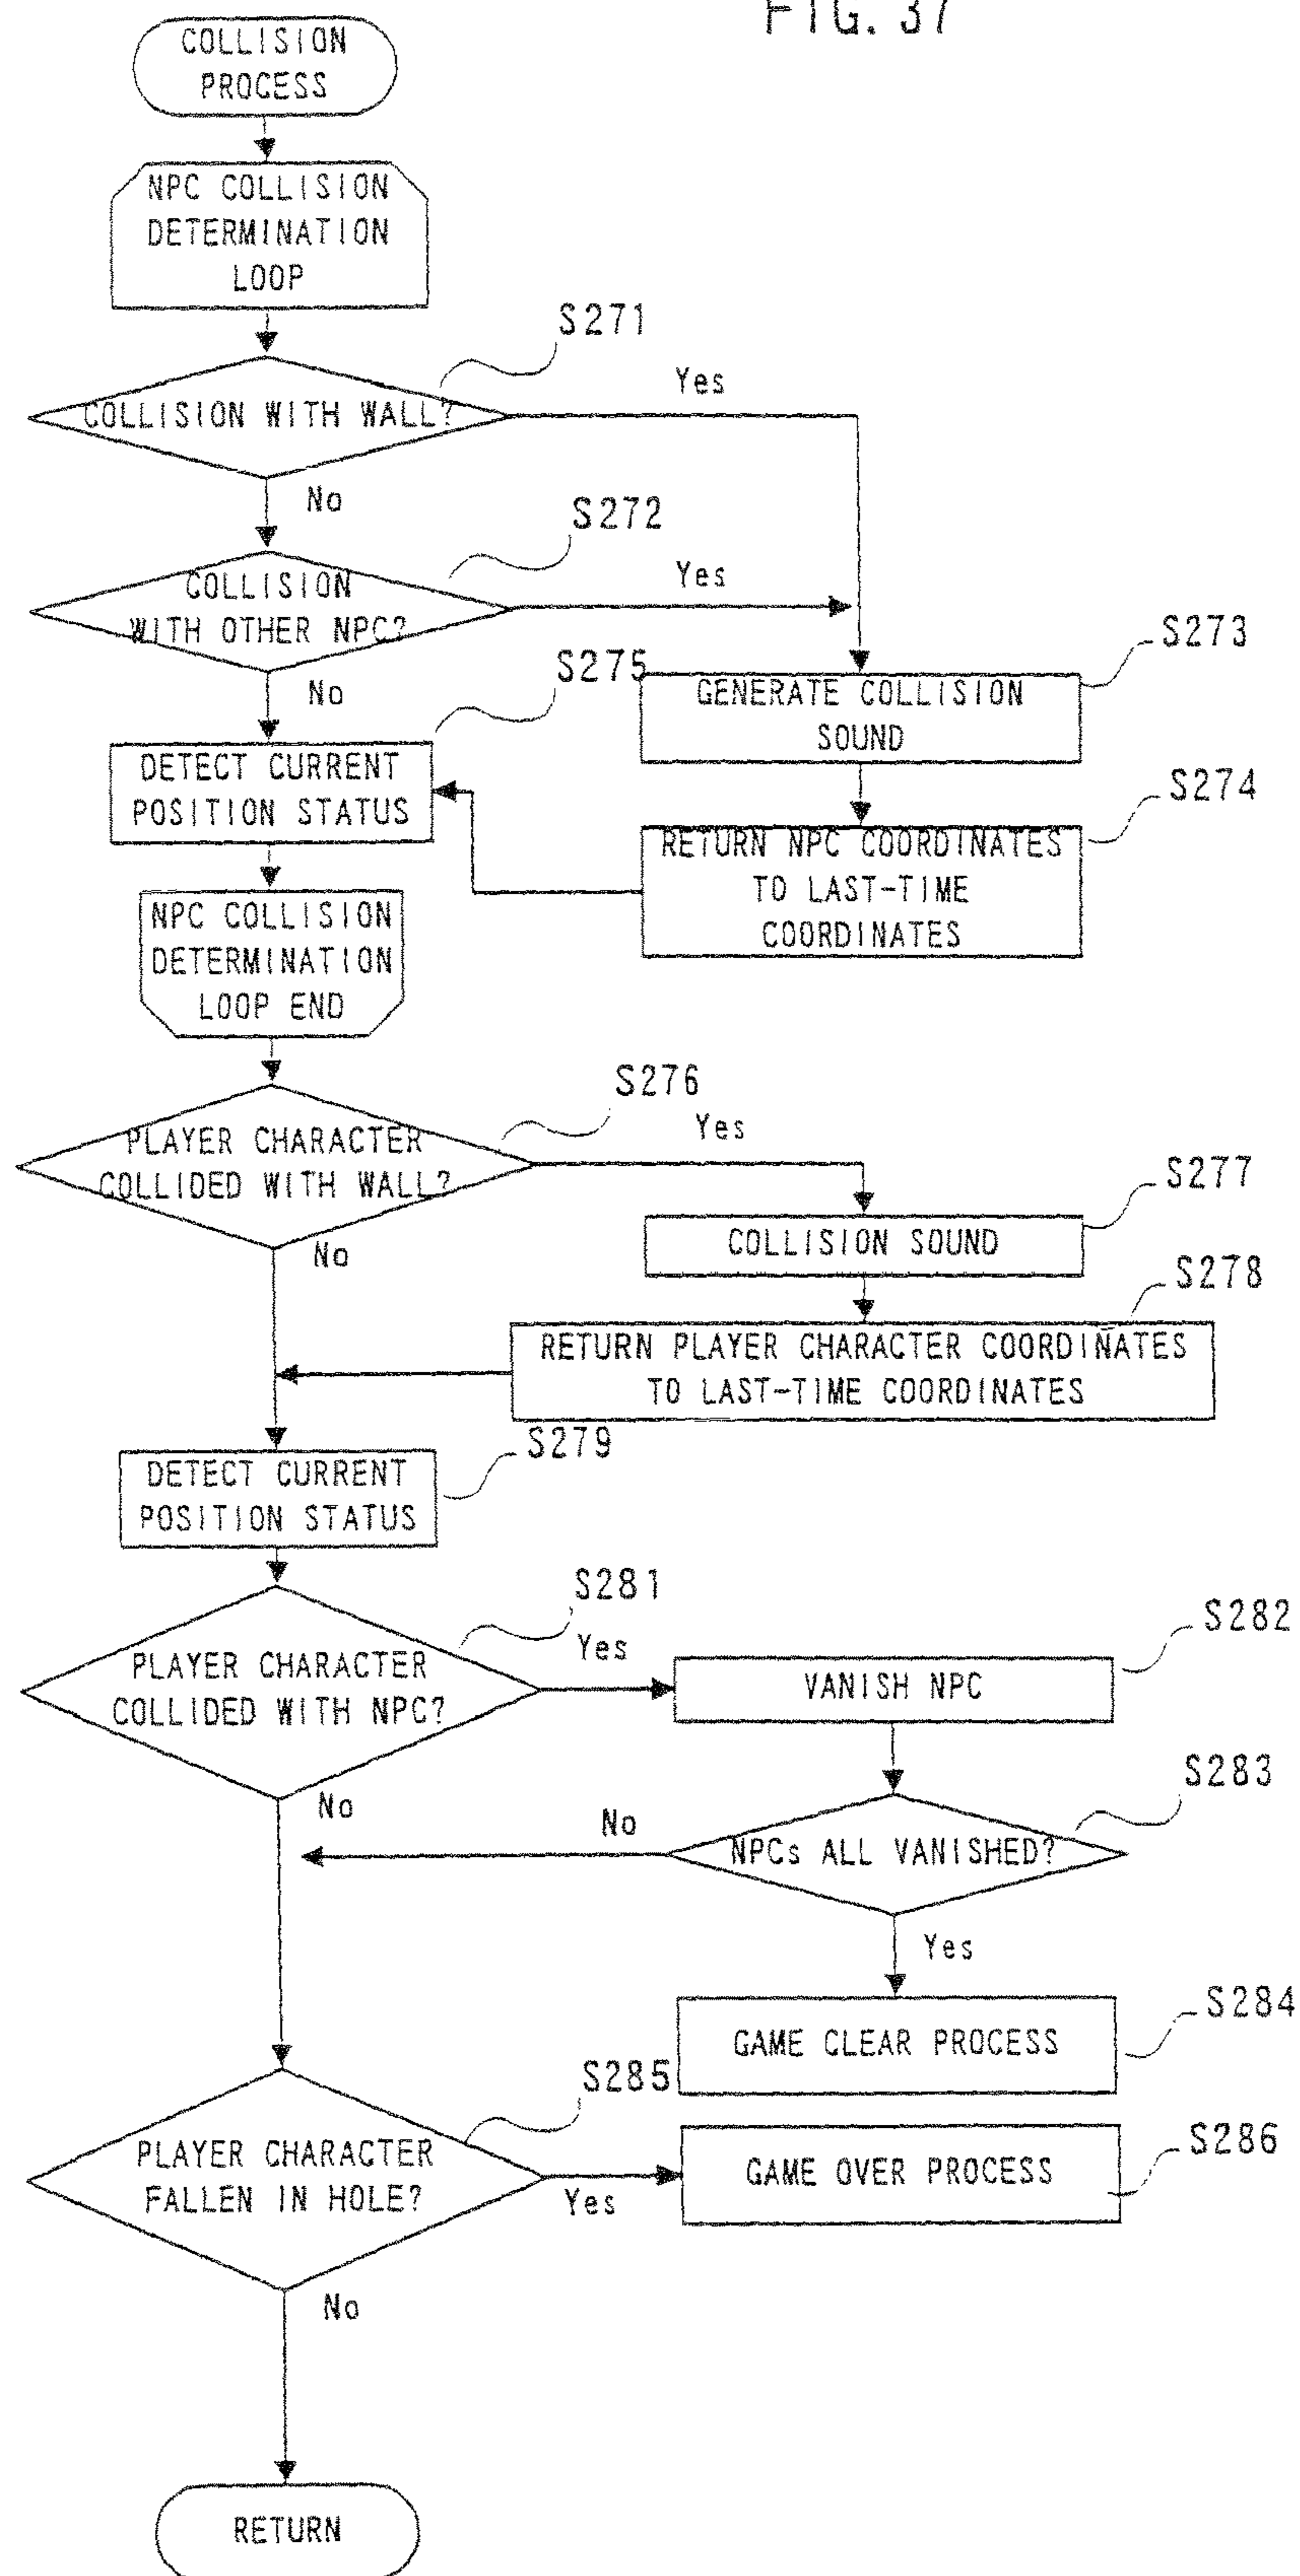 FIG. 37
COLLISION
PROCESS
NPC COLLISION
DETERMINATION
LOOP
S271
COLLISION WITH WALL?
Yes
No
S272
COLLISION
WITH OTHER NPC?
Yes
No
S273
GENERATE COLLISION
SOUND
S275
DETECT CURRENT
POSITION STATUS
S274
RETURN NPC COORDINATES
TO LAST-TIME
COORDINATES
NPC COLLISION
DETERMINATION
LOOP END
S276
PLAYER CHARACTER
COLLIDED WITH WALL?
Yes
No
S277
COLLISION SOUND
S278
RETURN PLAYER CHARACTER COORDINATES
TO LAST-TIME COORDINATES
S279
DETECT CURRENT
POSITION STATUS
S281
PLAYER CHARACTER
COLLIDED WITH NPC?
Yes
No
S282
VANISH NPC
S283
NPCs ALL VANISHED?
No
Yes
S284
GAME CLEAR PROCESS
S285
PLAYER CHARACTER
FALLEN IN HOLE?
Yes
No
S286
GAME OVER PROCESS
RETURN